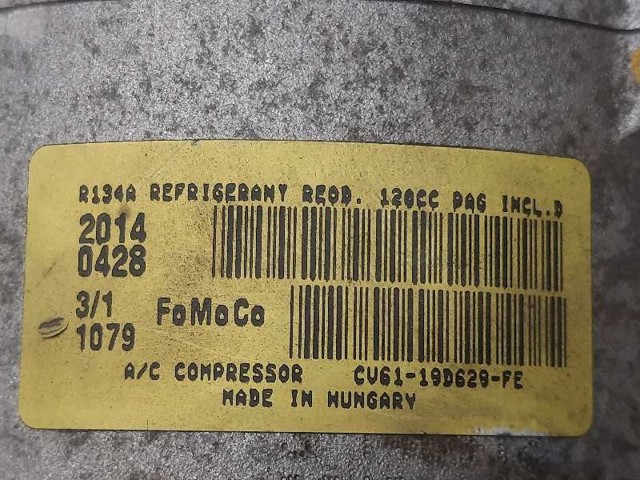 R134A REFRIGERANT REQD. 120CC PAG INCL.D
2014
0428
3/1 FoMoCo
1079
A/C COMPRESSOR CV61-19D629-FE
MADE IN HUNGARY